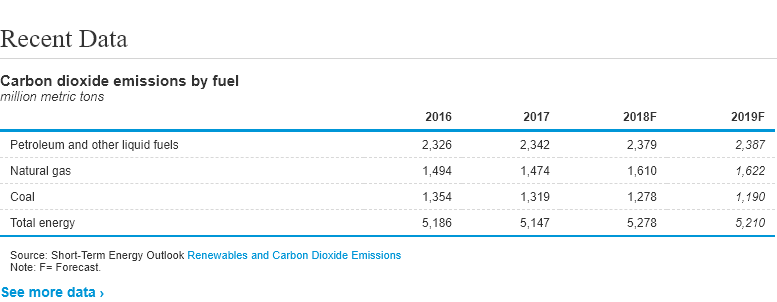 Recent Data
Carbon dioxide emissions by fuel
million metric tons
2016 2017 2018F 2019F
Petroleum and other liquid fuels 2,326 2,342 2,379 2,387
Natural gas 1,494 1,474 1,610 1,622
Coal 1,354 1,319 1,278 1,190
Total energy 5,186 5,147 5,278 5,210
Source: Short-Term Energy Outlook Renewables and Carbon Dioxide Emissions
Note: F= Forecast.
See more data ›